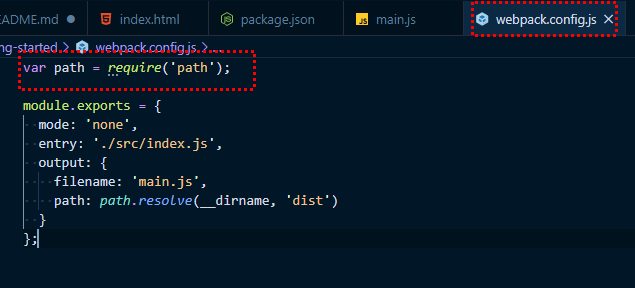 EADME.md
index.html
package.json
JS main.js
webpack.config.js
ng-started > webpack.config.js > ...
var path = require('path');
module.exports = {
mode: 'none',
entry: './src/index.js',
output: {
filename: 'main.js',
path: path.resolve(__dirname, 'dist')
}
};